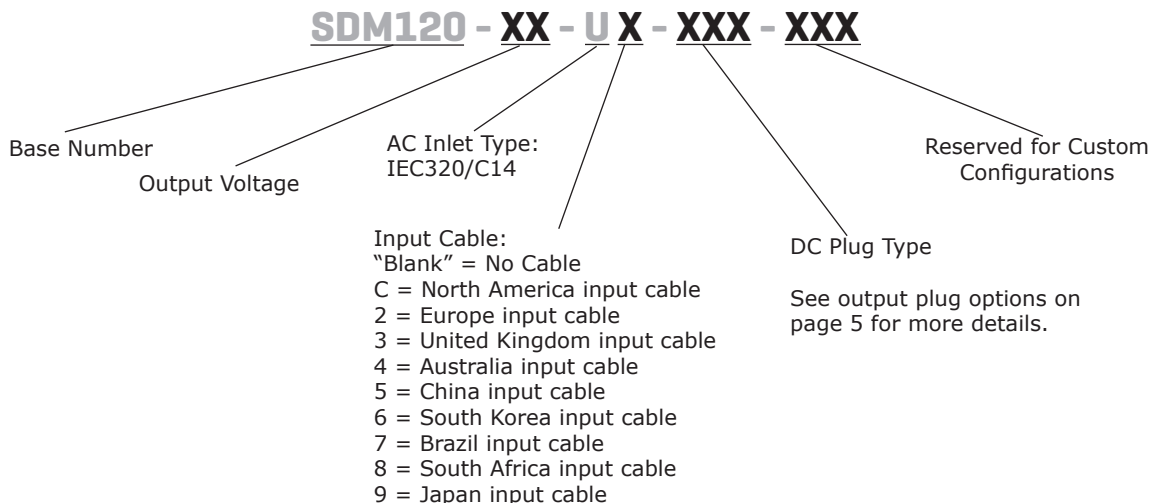 SDM120 - XX - U X - XXX - XXX
Base Number
Output Voltage
AC Inlet Type:
IEC320/C14
Input Cable:
“Blank” = No Cable
C = North America input cable
2 = Europe input cable
3 = United Kingdom input cable
4 = Australia input cable
5 = China input cable
6 = South Korea input cable
7 = Brazil input cable
8 = South Africa input cable
9 = Japan input cable
DC Plug Type
See output plug options on
page 5 for more details.
Reserved for Custom
Configurations